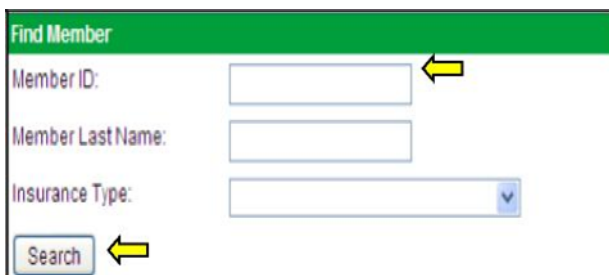 Find Member
Member ID:
Member Last Name:
Insurance Type:
Search